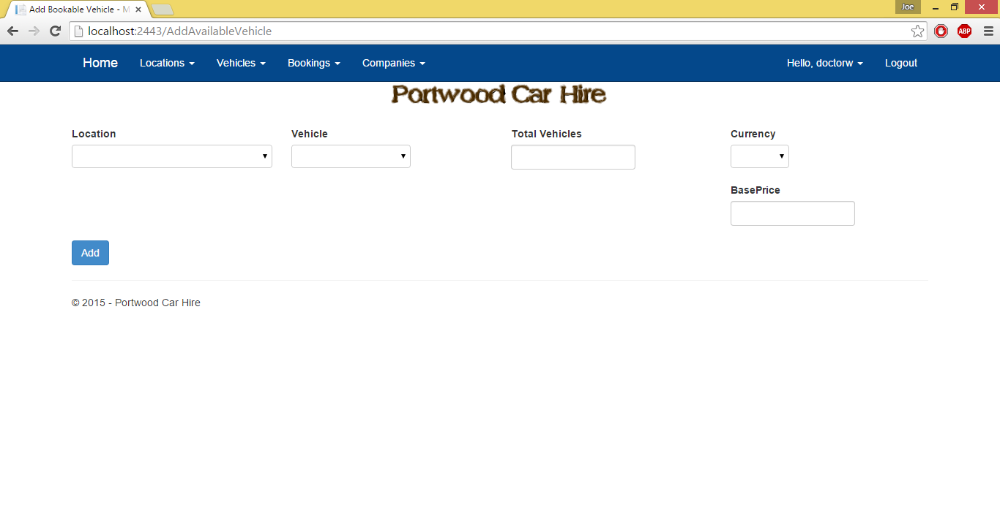 Add Bookable Vehicle - M
Joe
localhost:2443/AddAvailableVehicle
ABP
Home Locations Vehicles Bookings Companies Hello, doctorw Logout
Portwood Car Hire
Location Vehicle Total Vehicles Currency
BasePrice
Add
© 2015 - Portwood Car Hire